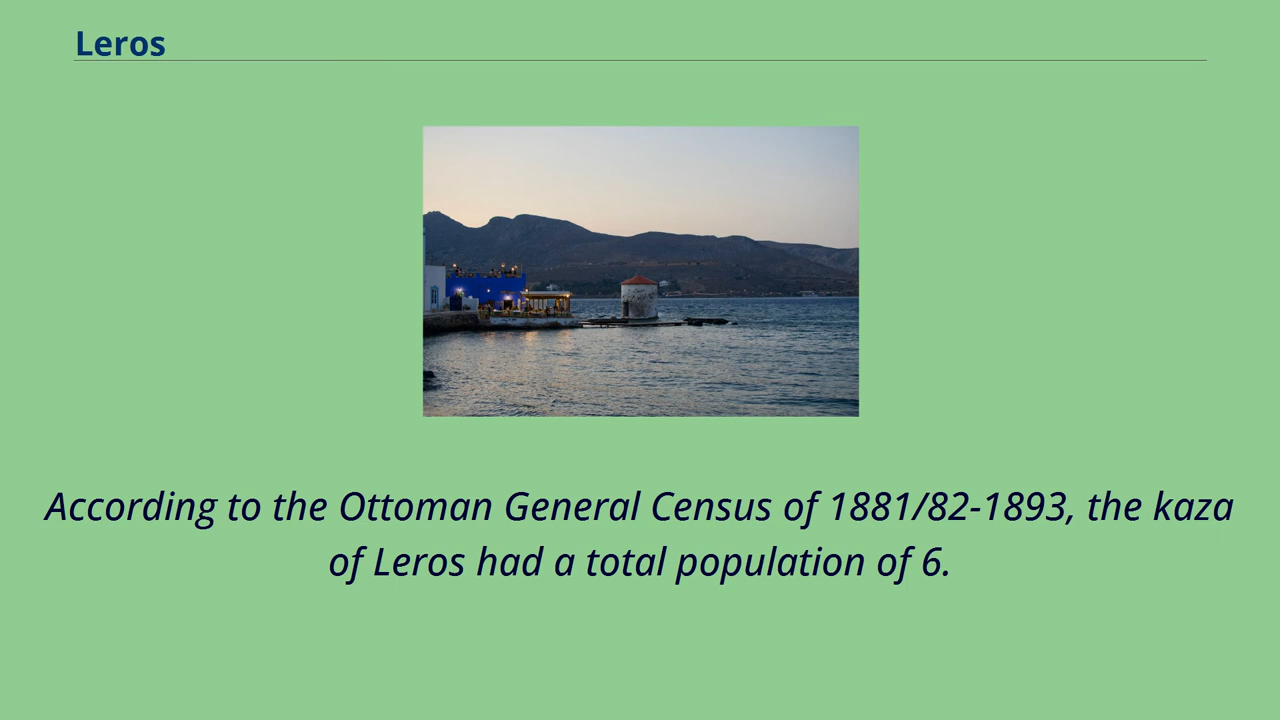 Leros
According to the Ottoman General Census of 1881/82-1893, the kaza
of Leros had a total population of 6.